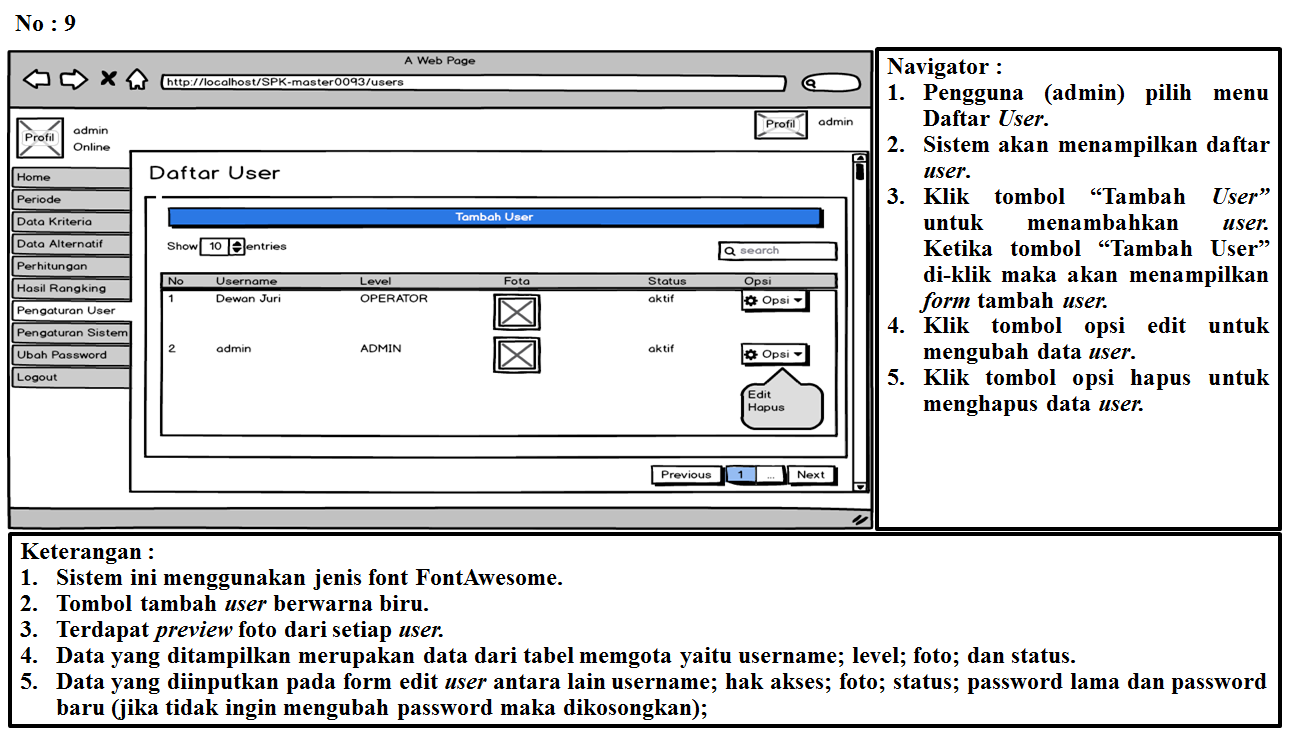 No : 9
A Web Page
http://localhost/SPK-master0093/users
Profil
admin
Online
Profil
admin
Home
Periode
Data Kriteria
Data Alternatif
Perhitungan
Hasil Rangking
Pengaturan User
Pengaturan Sistem
Ubah Password
Logout
Daftar User
Tambah User
Show 10 entries
search
No Username Level Foto Status Opsi
1 Dewan Juri OPERATOR aktif Opsi
2 admin ADMIN aktif Opsi
Edit
Hapus
Previous 1 ... Next
Navigator :
1. Pengguna (admin) pilih menu
Daftar User.
2. Sistem akan menampilkan daftar
user.
3. Klik tombol “Tambah User”
untuk menambahkan user.
Ketika tombol “Tambah User”
di-klik maka akan menampilkan
form tambah user.
4. Klik tombol opsi edit untuk
mengubah data user.
5. Klik tombol opsi hapus untuk
menghapus data user.
Keterangan :
1. Sistem ini menggunakan jenis font FontAwesome.
2. Tombol tambah user berwarna biru.
3. Terdapat preview foto dari setiap user.
4. Data yang ditampilkan merupakan data dari tabel memgota yaitu username; level; foto; dan status.
5. Data yang diinputkan pada form edit user antara lain username; hak akses; foto; status; password lama dan password
baru (jika tidak ingin mengubah password maka dikosongkan);